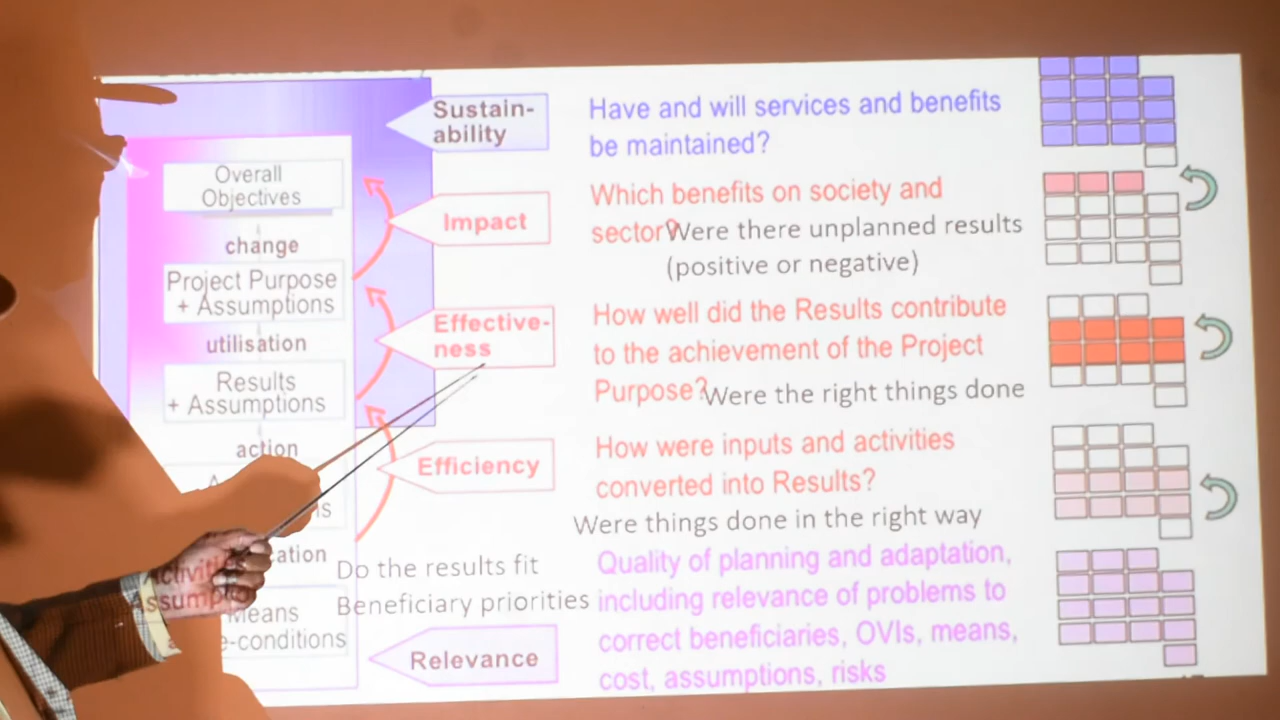 Overall
Objectives
change
Project Purpose
+ Assumptions
utilisation
Results
+ Assumptions
action
Means
Sustain-
ability
Have and will services and benefits
be maintained?
Impact
Which benefits on society and
sector?
Were there unplanned results
(positive or negative)
Effective-
ness
How well did the Results contribute
to the achievement of the Project
Purpose?
Were the right things done
Efficiency
How were inputs and activities
converted into Results?
Were things done in the right way
Do the results fit
Beneficiary priorities
Relevance
Quality of planning and adaptation,
including relevance of problems to
correct beneficiaries, OVIs, means,
cost, assumptions, risks